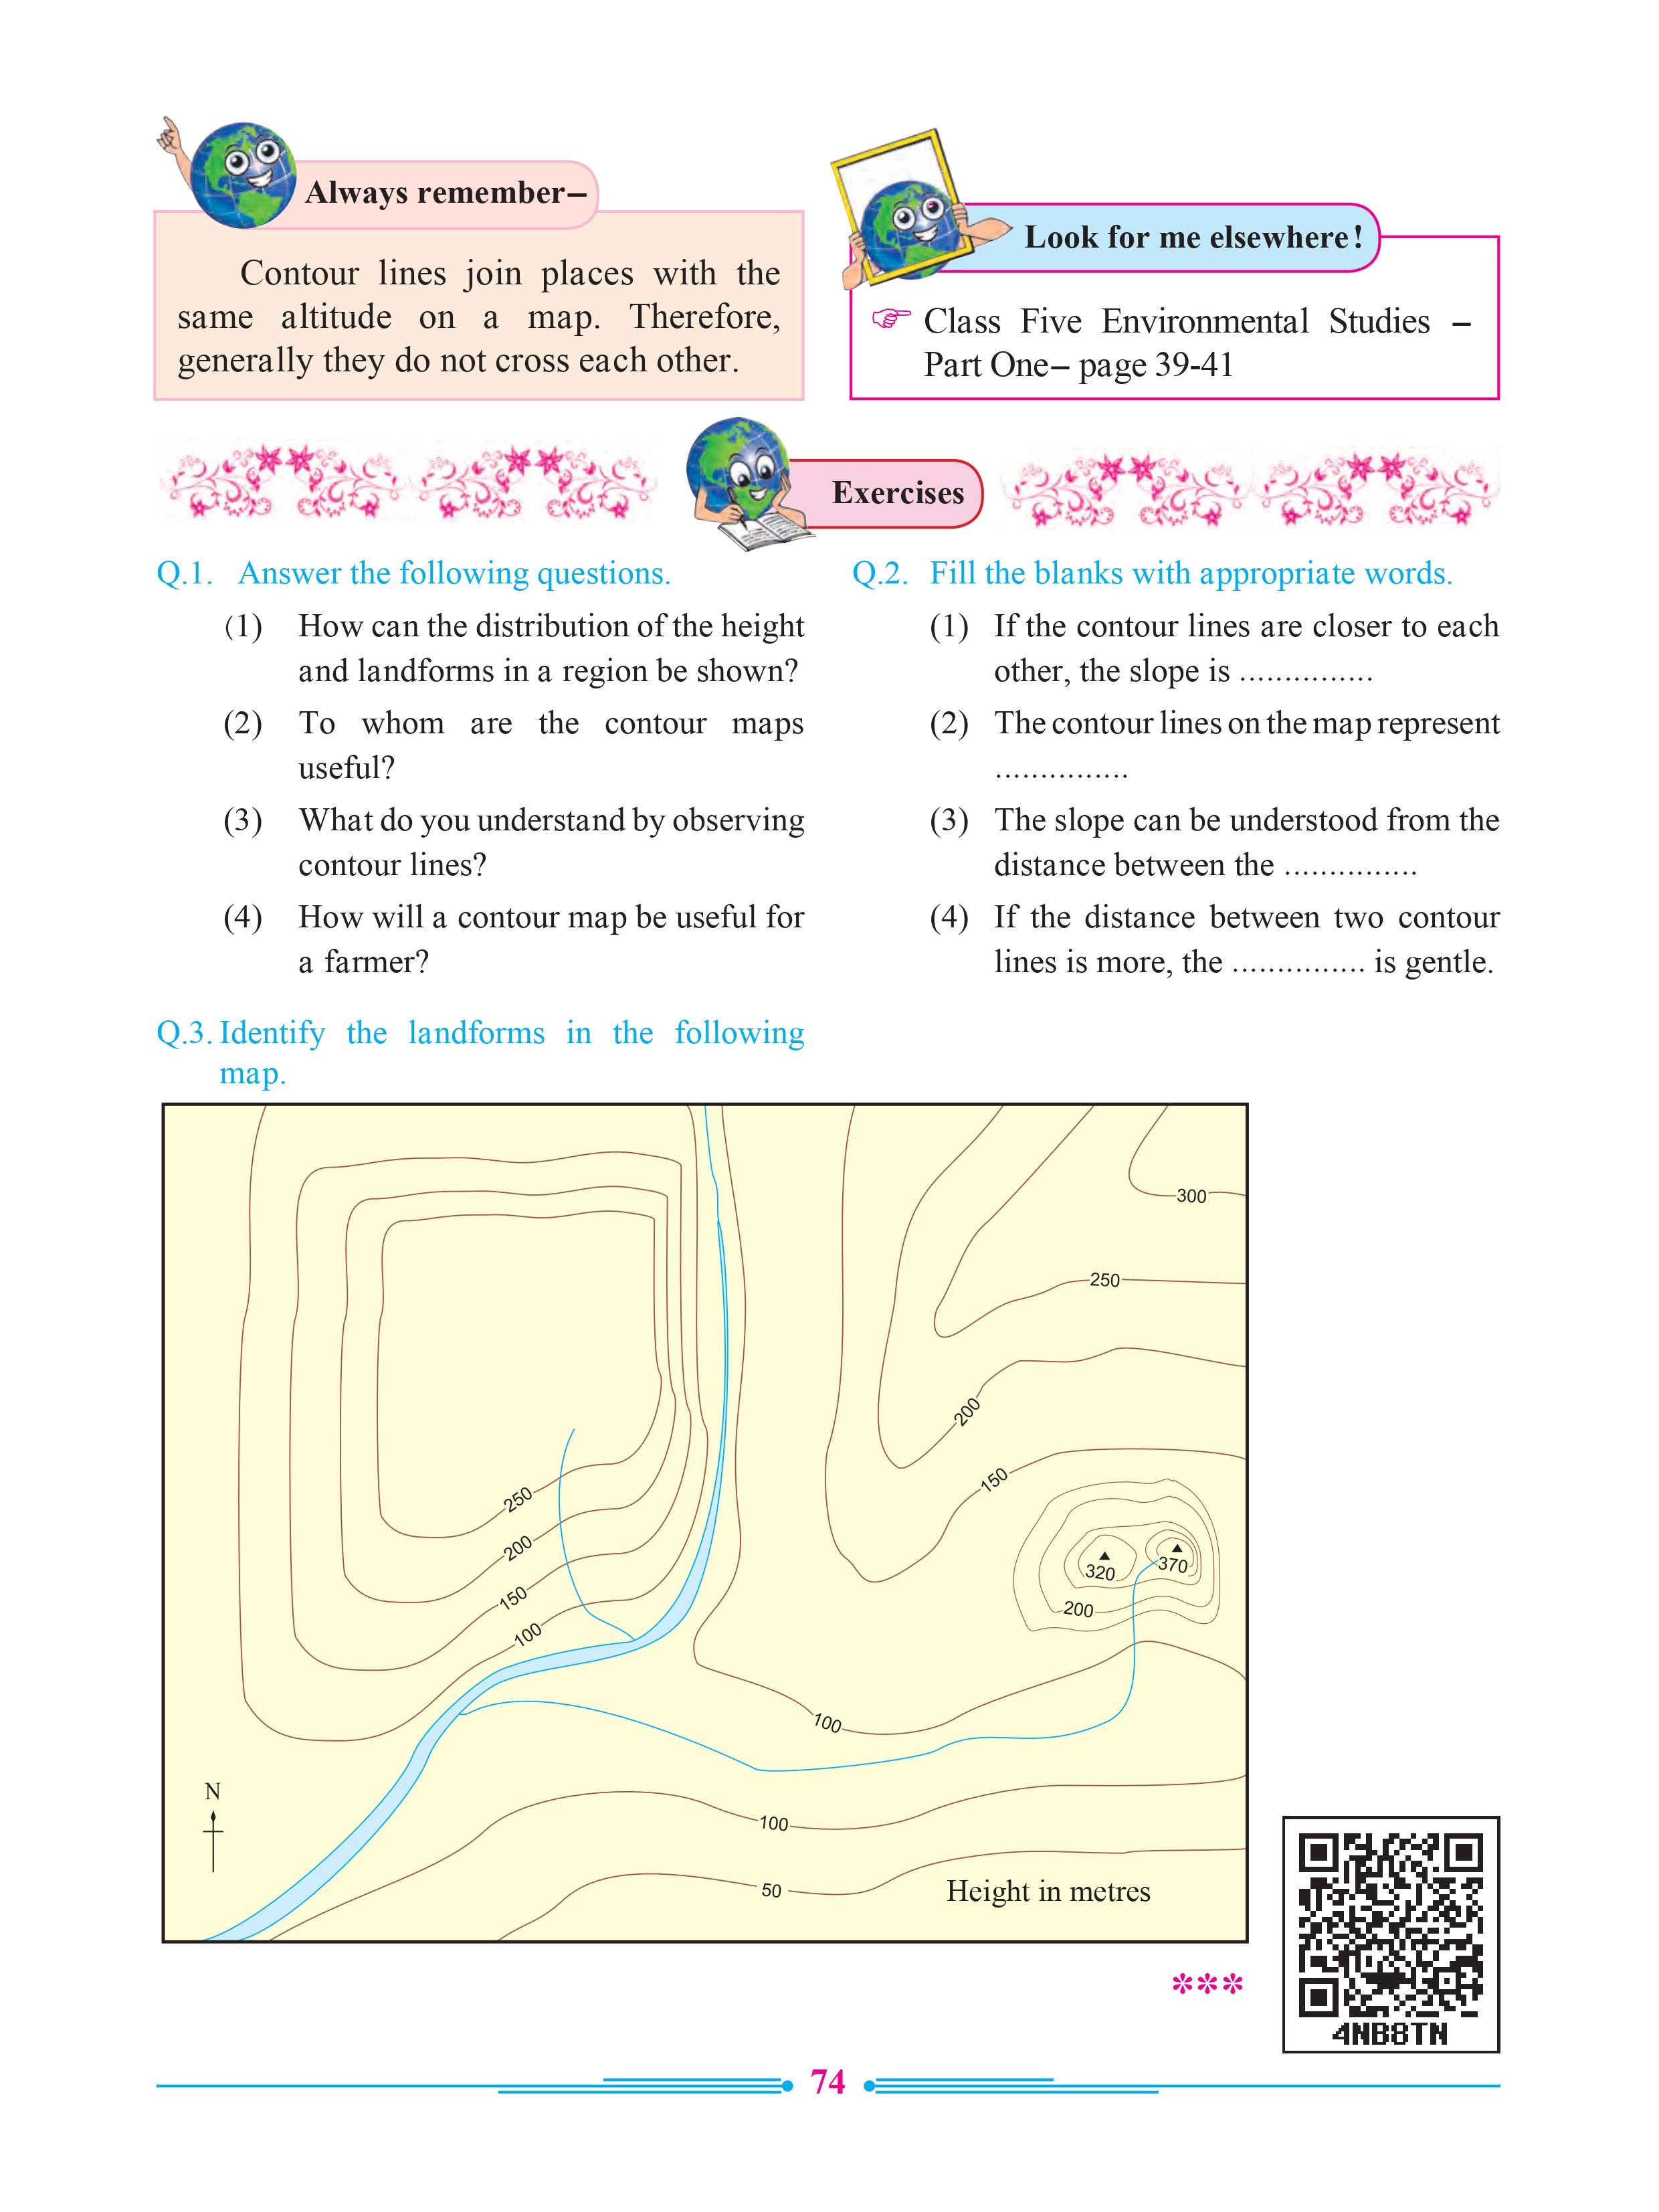 Always remember–
Contour lines join places with the
same altitude on a map. Therefore,
generally they do not cross each other.
Look for me elsewhere!
☞ Class Five Environmental Studies –
Part One– page 39-41
Exercises
Q.1. Answer the following questions.
(1) How can the distribution of the height
and landforms in a region be shown?
(2) To whom are the contour maps
useful?
(3) What do you understand by observing
contour lines?
(4) How will a contour map be useful for
a farmer?
Q.2. Fill the blanks with appropriate words.
(1) If the contour lines are closer to each
other, the slope is ...............
(2) The contour lines on the map represent
...............
(3) The slope can be understood from the
distance between the ...............
(4) If the distance between two contour
lines is more, the ............... is gentle.
Q.3. Identify the landforms in the following
map.
300
250
200
150
250
200
150
100
320
370
200
100
N
100
50
Height in metres
***
4NB8TN
74